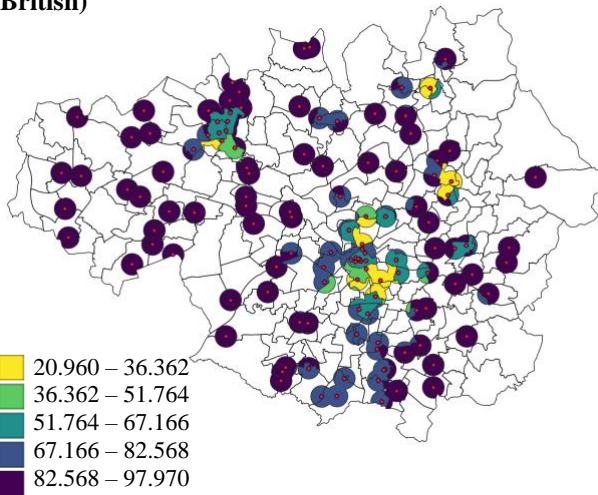 British)
20.960 – 36.362
36.362 – 51.764
51.764 – 67.166
67.166 – 82.568
82.568 – 97.970